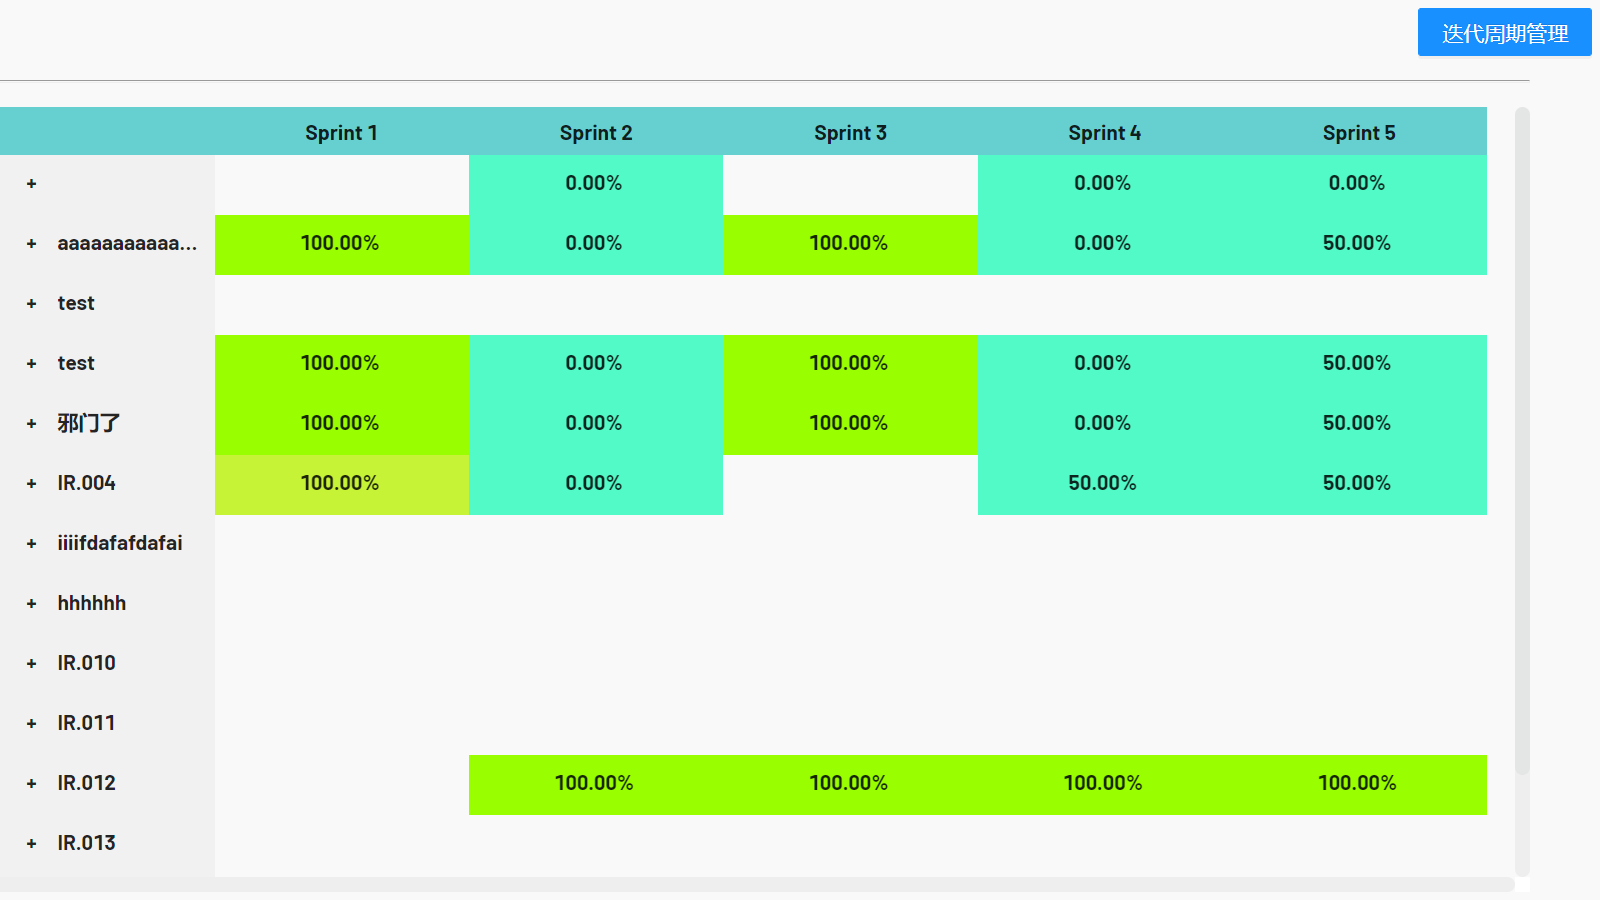 迭代周期管理
Sprint 1 Sprint 2 Sprint 3 Sprint 4 Sprint 5
+ 0.00% 0.00% 0.00%
+ aaaaaaaaaaa... 100.00% 0.00% 100.00% 0.00% 50.00%
+ test
+ test 100.00% 0.00% 100.00% 0.00% 50.00%
+ 邪门了 100.00% 0.00% 100.00% 0.00% 50.00%
+ IR.004 100.00% 0.00% 50.00% 50.00%
+ iiiifdafafdafai
+ hhhhhh
+ IR.010
+ IR.011
+ IR.012 100.00% 100.00% 100.00% 100.00%
+ IR.013